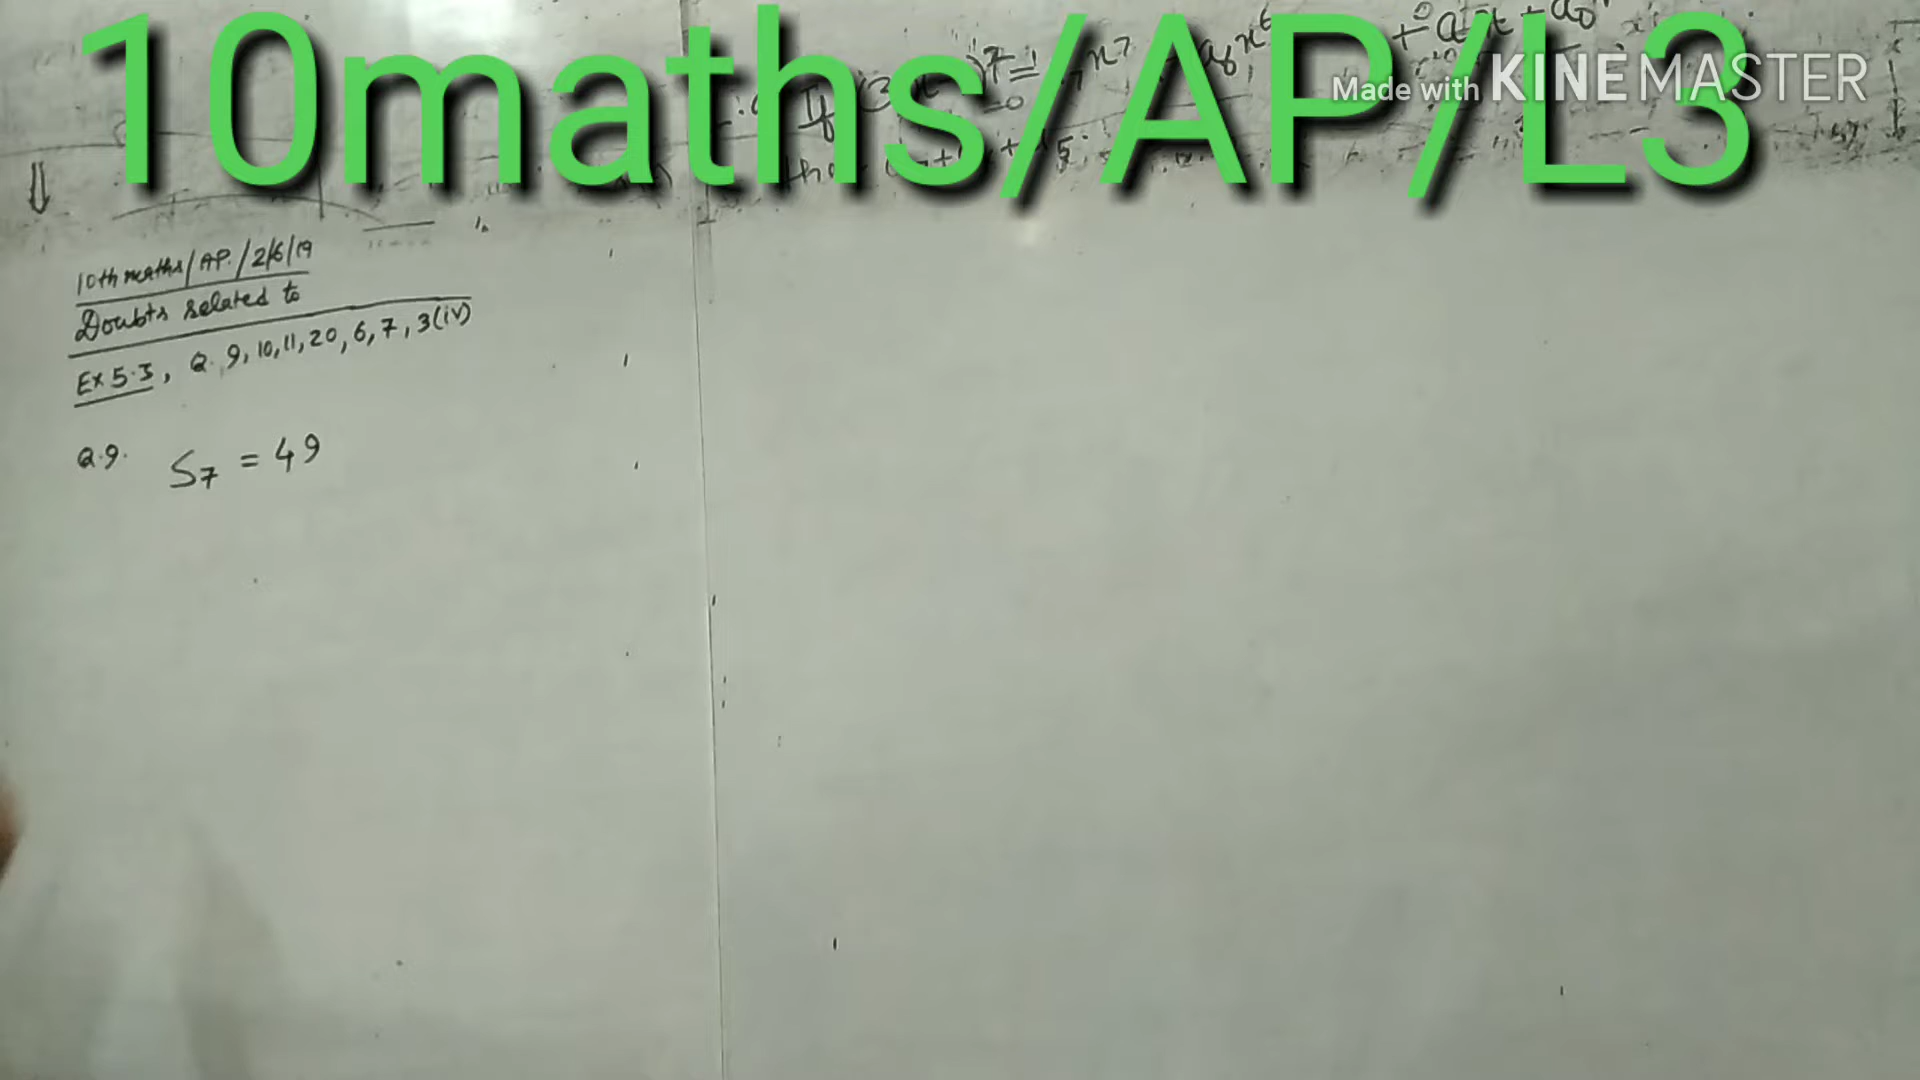 10maths/AP/L3
Made with KINEMASTER
10th maths/AP./2/6/19
Doubts related to
Ex 5.3, Q. 9, 10, 11, 20, 6, 7, 3(iv)
Q.9. S7 = 49